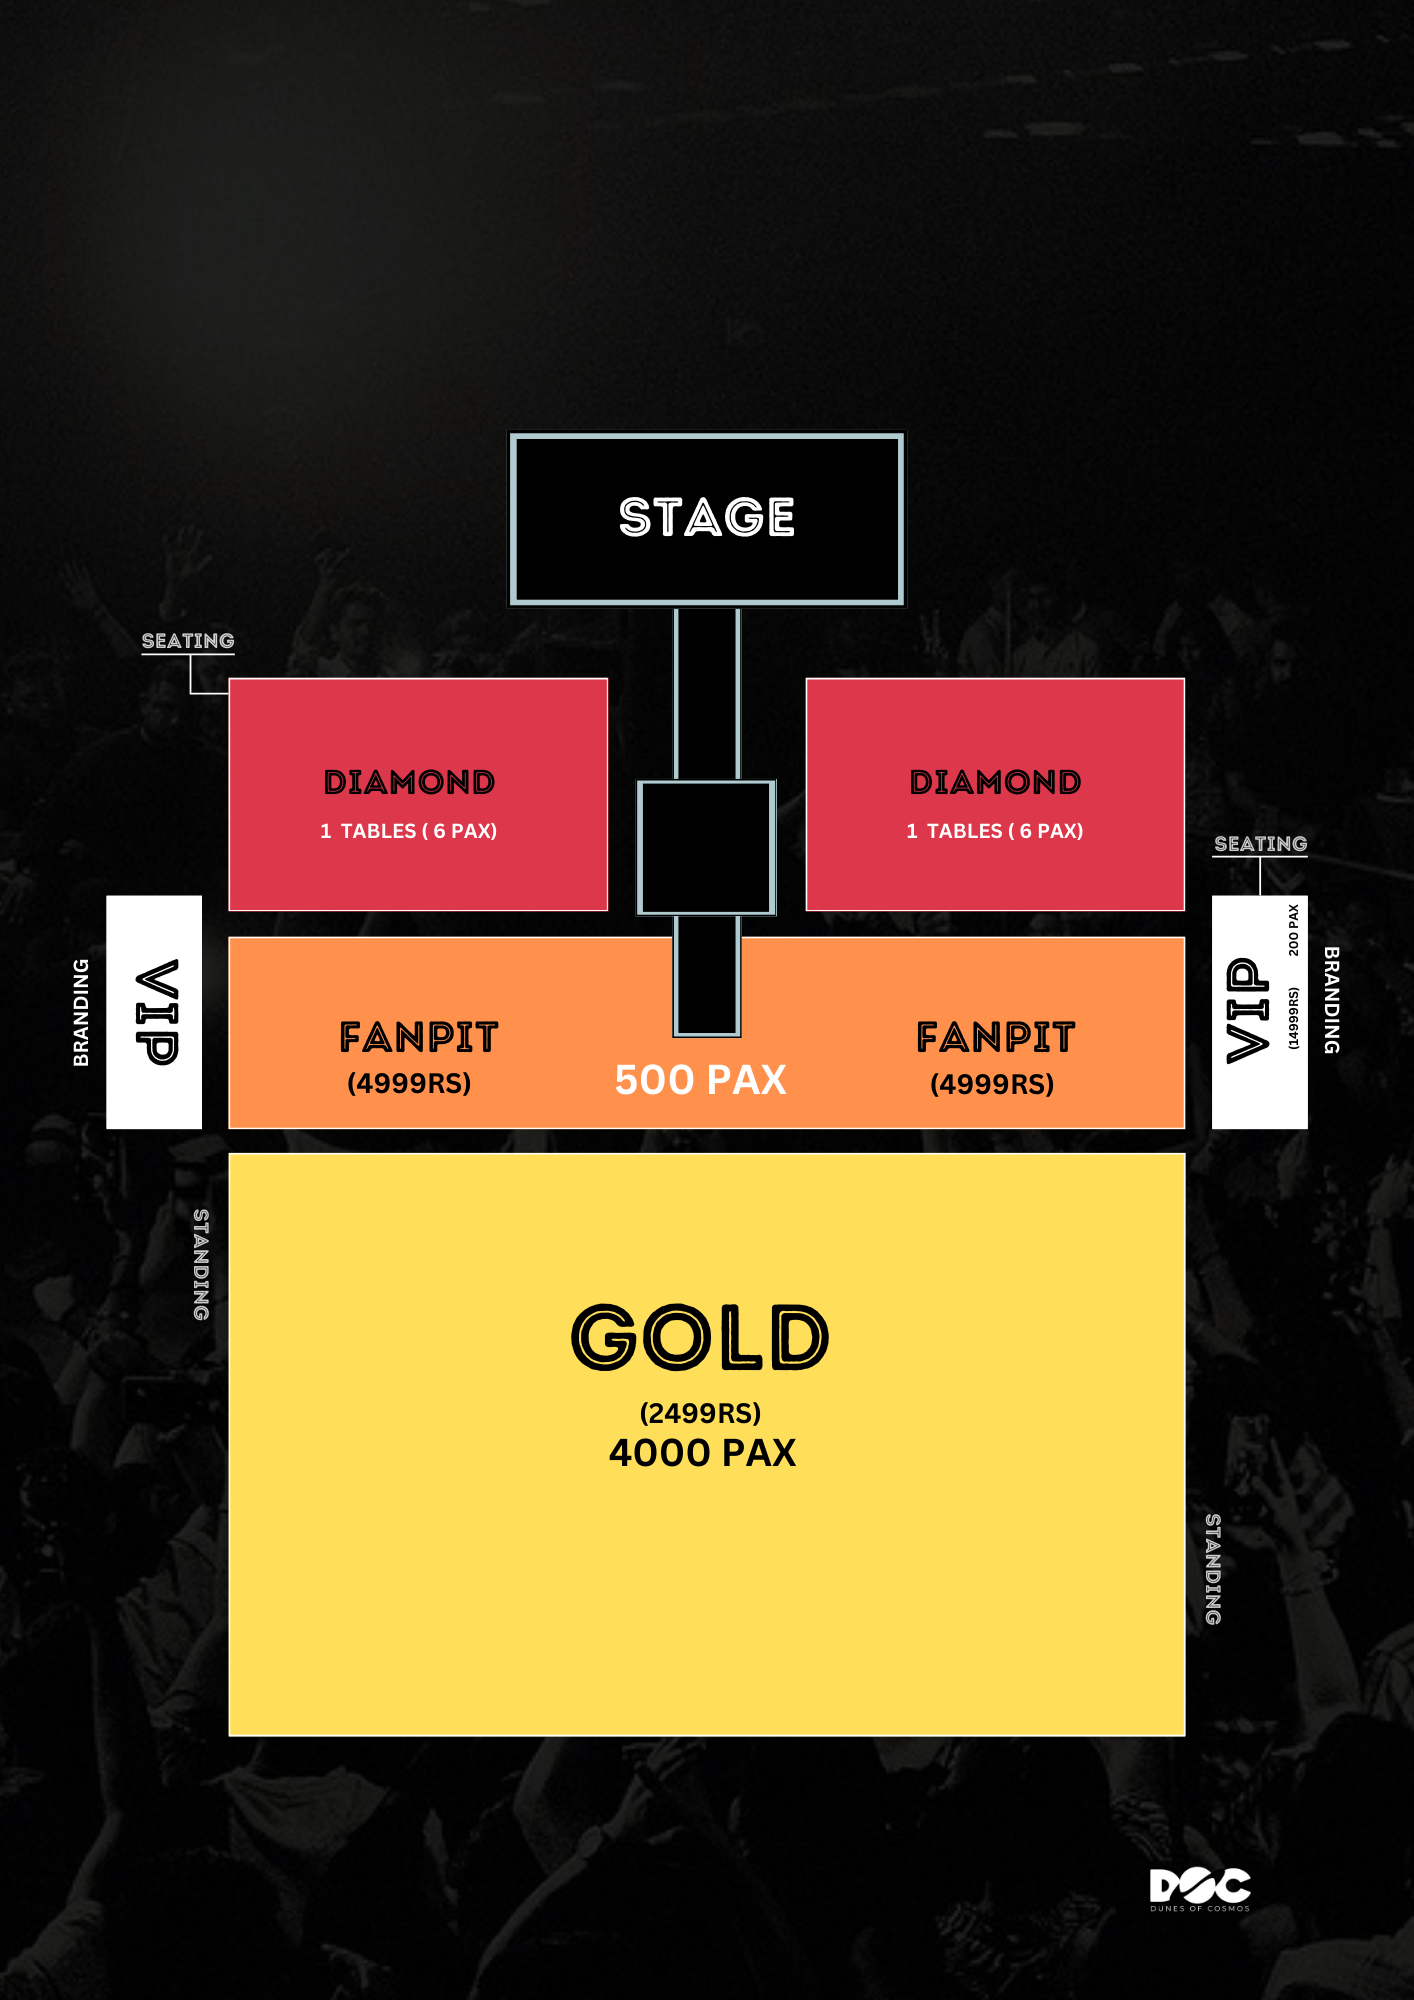 STAGE
SEATING
DIAMOND
1 TABLES ( 6 PAX)
DIAMOND
1 TABLES ( 6 PAX)
SEATING
BRANDING
VIP
FANPIT
(4999RS)
500 PAX
FANPIT
(4999RS)
VIP
(14999RS) 200 PAX
BRANDING
STANDING
GOLD
(2499RS)
4000 PAX
STANDING
DOC
DUNES OF COSMOS